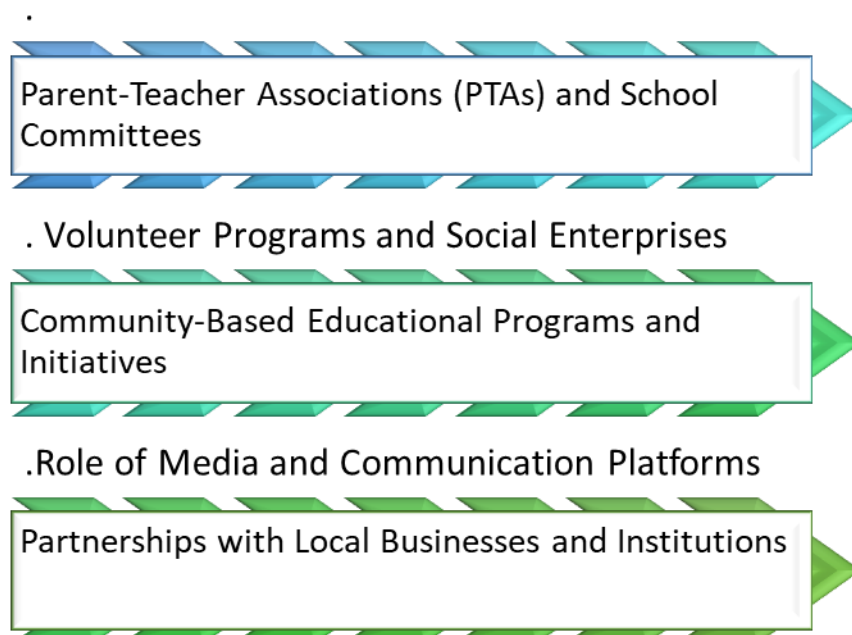 .
Parent-Teacher Associations (PTAs) and School
Committees
. Volunteer Programs and Social Enterprises
Community-Based Educational Programs and
Initiatives
.Role of Media and Communication Platforms
Partnerships with Local Businesses and Institutions